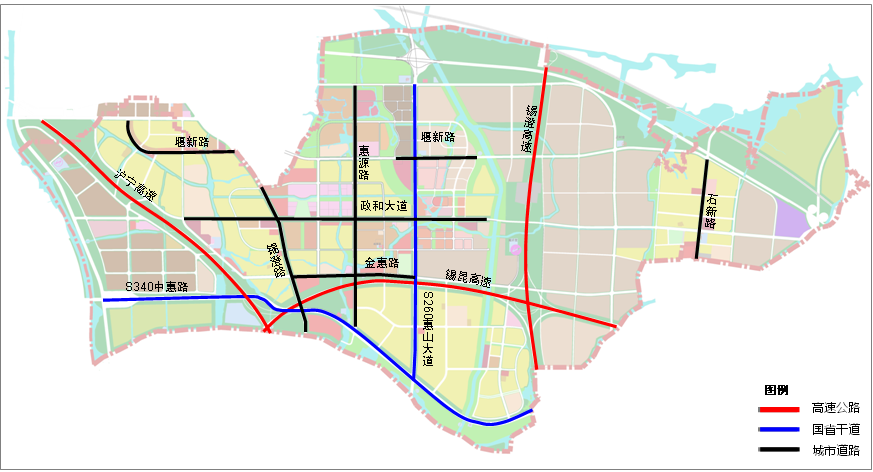 锡澄高速
堰新路
堰新路
惠源路
沪宁高速
政和大道
石新路
锡澄路
金惠路
锡昆高速
S340中惠路
S260惠山大道
图例
高速公路
国省干道
城市道路